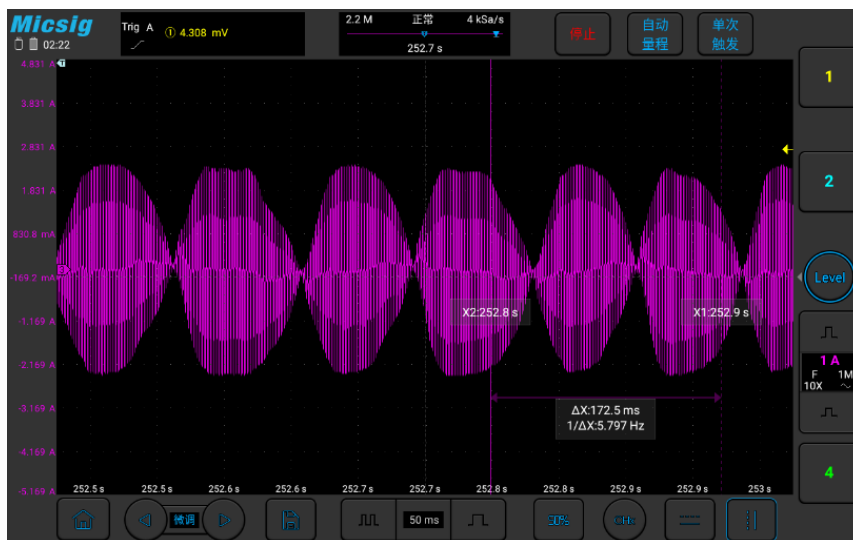 Micsig
02:22
Trig A
① 4.308 mV
2.2 M 正常 4 kSa/s
252.7 s
停止
自动
量程
单次
触发
4.831 A
3.831 A
2.831 A
1.831 A
830.8 mA
-169.2 mA
-1.169 A
-2.169 A
-3.169 A
-4.169 A
-5.169 A
1
2
Level
1 A
F 1M
10X
4
X2:252.8 s
X1:252.9 s
ΔX:172.5 ms
1/ΔX:5.797 Hz
252.5 s 252.5 s 252.6 s 252.6 s 252.7 s 252.7 s 252.8 s 252.8 s 252.9 s 252.9 s 253 s
微调
50 ms
50%